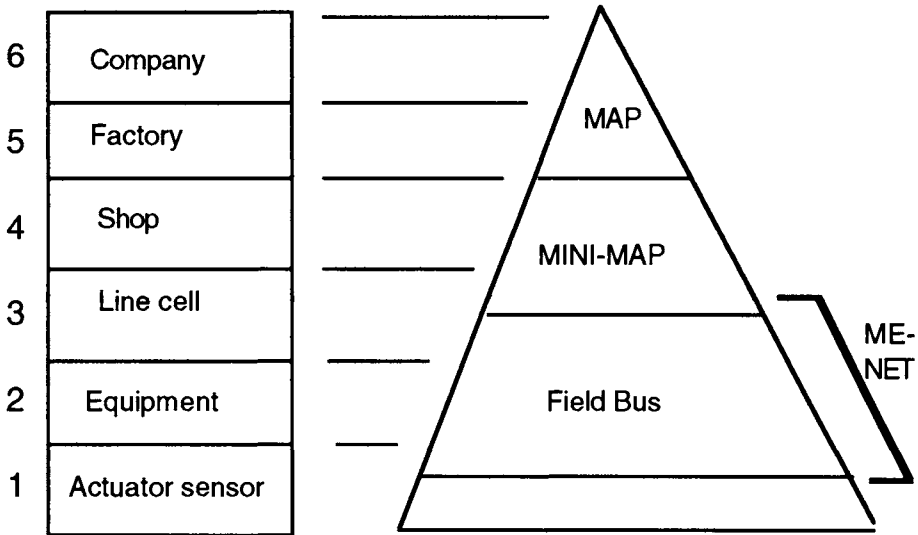 6 Company
5 Factory
4 Shop
3 Line cell
2 Equipment
1 Actuator sensor
MAP
MINI-MAP
Field Bus
ME-
NET